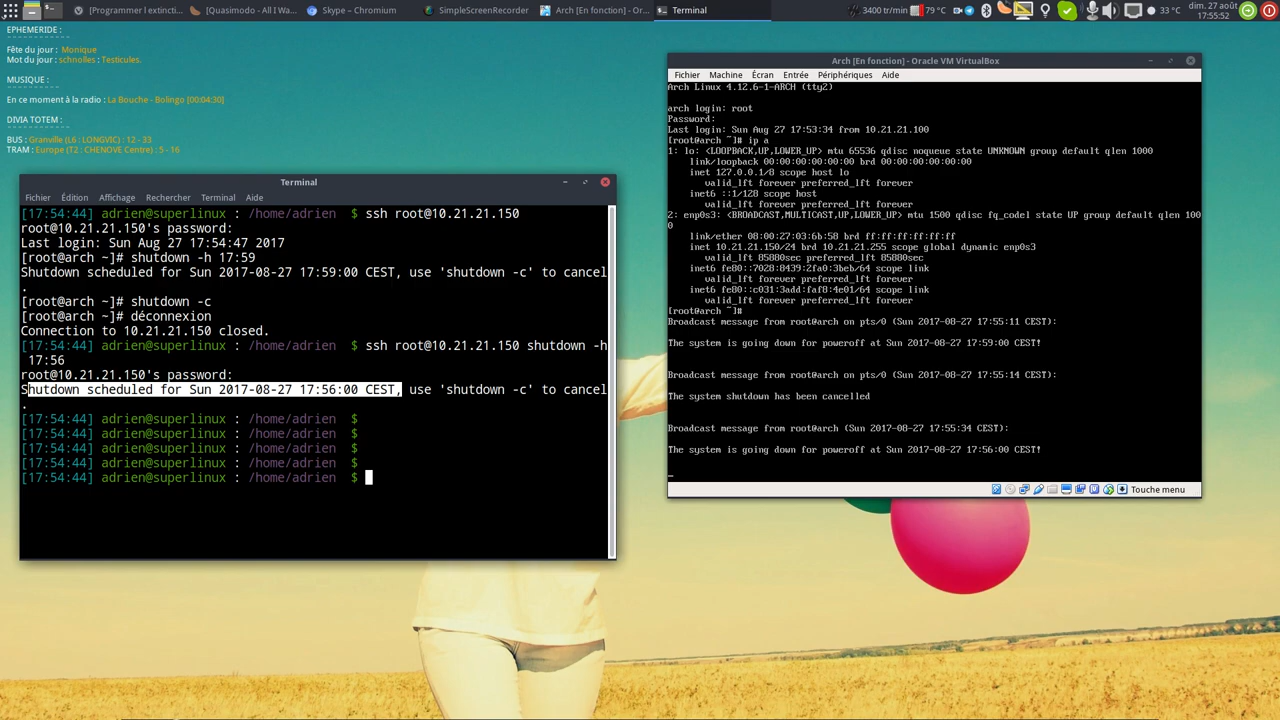 [Programmer l extincti...
[Quasimodo - All I Wa...
Skype – Chromium
SimpleScreenRecorder
Arch [En fonction] - Or...
Terminal
3400 tr/min
79 °C
33 °C
dim. 27 août
17:55:52
EPHEMERIDE :
Fête du jour : Monique
Mot du jour : schnolles : Testicules.
MUSIQUE :
En ce moment à la radio : La Bouche - Bolingo [00:04:30]
DIVIA TOTEM :
BUS : Granville (L6 : LONGVIC) : 12 - 33
TRAM : Europe (T2 : CHENOVE Centre) : 5 - 16
Terminal
Fichier Édition Affichage Rechercher Terminal Aide
[17:54:44] adrien@superlinux : /home/adrien $ ssh root@10.21.21.150
root@10.21.21.150's password:
Last login: Sun Aug 27 17:54:47 2017
[root@arch ~]# shutdown -h 17:59
Shutdown scheduled for Sun 2017-08-27 17:59:00 CEST, use 'shutdown -c' to cancel
.
[root@arch ~]# shutdown -c
[root@arch ~]# déconnexion
Connection to 10.21.21.150 closed.
[17:54:44] adrien@superlinux : /home/adrien $ ssh root@10.21.21.150 shutdown -h
17:56
root@10.21.21.150's password:
Shutdown scheduled for Sun 2017-08-27 17:56:00 CEST, use 'shutdown -c' to cancel
.
[17:54:44] adrien@superlinux : /home/adrien $
[17:54:44] adrien@superlinux : /home/adrien $
[17:54:44] adrien@superlinux : /home/adrien $
[17:54:44] adrien@superlinux : /home/adrien $
[17:54:44] adrien@superlinux : /home/adrien $
Arch [En fonction] - Oracle VM VirtualBox
Fichier Machine Écran Entrée Périphériques Aide
Arch Linux 4.12.6-1-ARCH (tty2)
arch login: root
Password:
Last login: Sun Aug 27 17:53:34 from 10.21.21.100
[root@arch ~]# ip a
1: lo: <LOOPBACK,UP,LOWER_UP> mtu 65536 qdisc noqueue state UNKNOWN group default qlen 1000
link/loopback 00:00:00:00:00:00 brd 00:00:00:00:00:00
inet 127.0.0.1/8 scope host lo
valid_lft forever preferred_lft forever
inet6 ::1/128 scope host
valid_lft forever preferred_lft forever
2: enp0s3: <BROADCAST,MULTICAST,UP,LOWER_UP> mtu 1500 qdisc fq_codel state UP group default qlen 100
0
link/ether 08:00:27:03:6b:58 brd ff:ff:ff:ff:ff:ff
inet 10.21.21.150/24 brd 10.21.21.255 scope global dynamic enp0s3
valid_lft 85880sec preferred_lft 85880sec
inet6 fe80::7028:8439:2fa0:3beb/64 scope link
valid_lft forever preferred_lft forever
inet6 fe80::c031:3add:faf8:4e01/64 scope link
valid_lft forever preferred_lft forever
[root@arch ~]#
Broadcast message from root@arch on pts/0 (Sun 2017-08-27 17:55:11 CEST):
The system is going down for poweroff at Sun 2017-08-27 17:59:00 CEST!
Broadcast message from root@arch on pts/0 (Sun 2017-08-27 17:55:14 CEST):
The system shutdown has been cancelled
Broadcast message from root@arch (Sun 2017-08-27 17:55:34 CEST):
The system is going down for poweroff at Sun 2017-08-27 17:56:00 CEST!
Touche menu